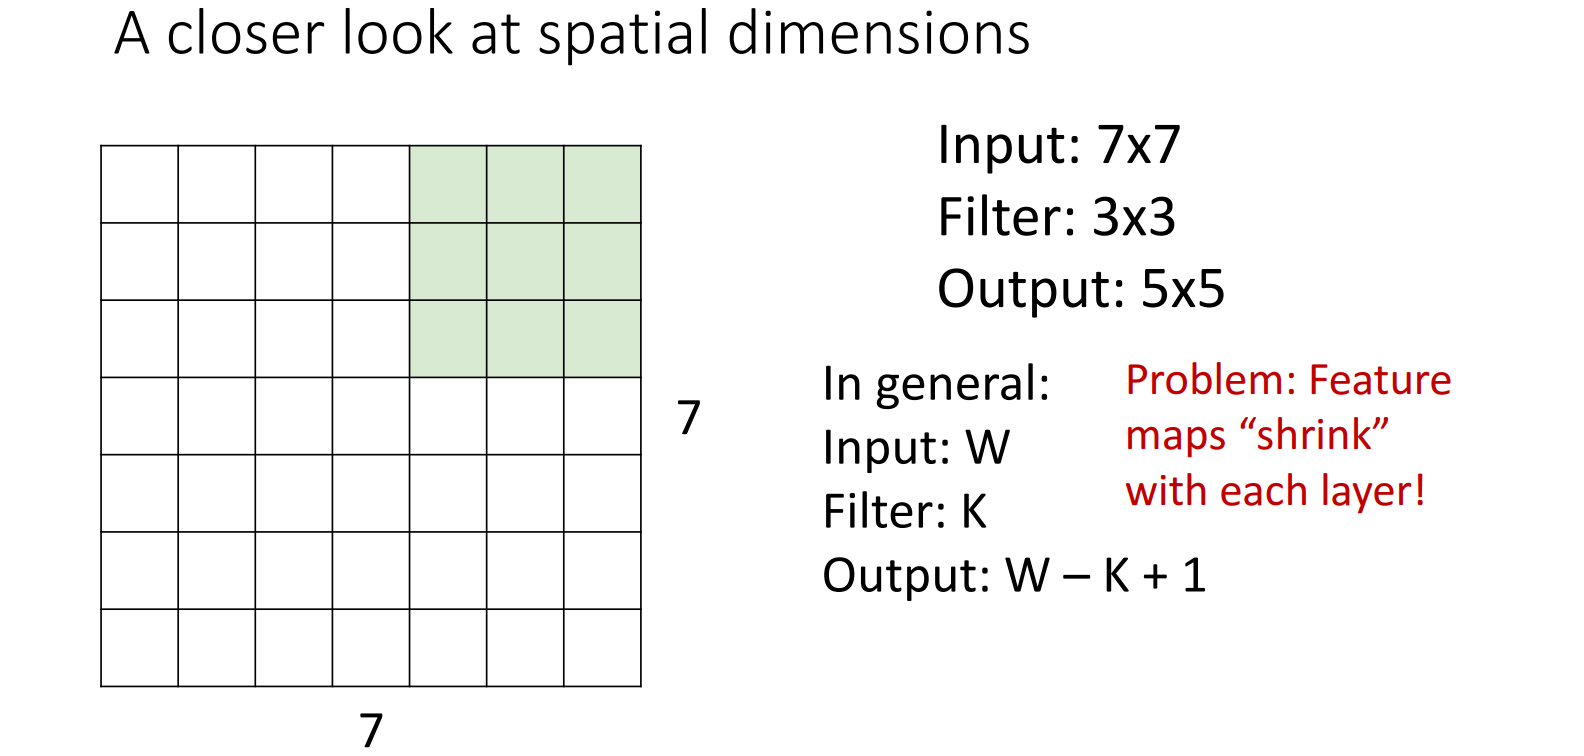 A closer look at spatial dimensions
Input: 7x7
Filter: 3x3
Output: 5x5
In general:
Input: W
Filter: K
Output: W – K + 1
Problem: Feature
maps “shrink”
with each layer!
7
7